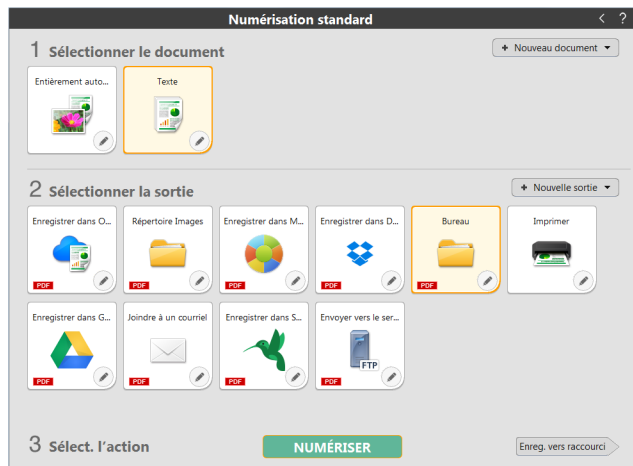 Numérisation standard < ?
1 Sélectionner le document
+ Nouveau document
Entièrement auto...
Texte
2 Sélectionner la sortie
+ Nouvelle sortie
Enregistrer dans O...
Répertoire Images
Enregistrer dans M...
Enregistrer dans D...
Bureau
Imprimer
PDF
PDF
PDF
PDF
PDF
Enregistrer dans G...
Joindre à un courriel
Enregistrer dans S...
Envoyer vers le ser...
FTP
PDF
PDF
PDF
PDF
3 Sélect. l'action
NUMÉRISER
Enreg. vers raccourci